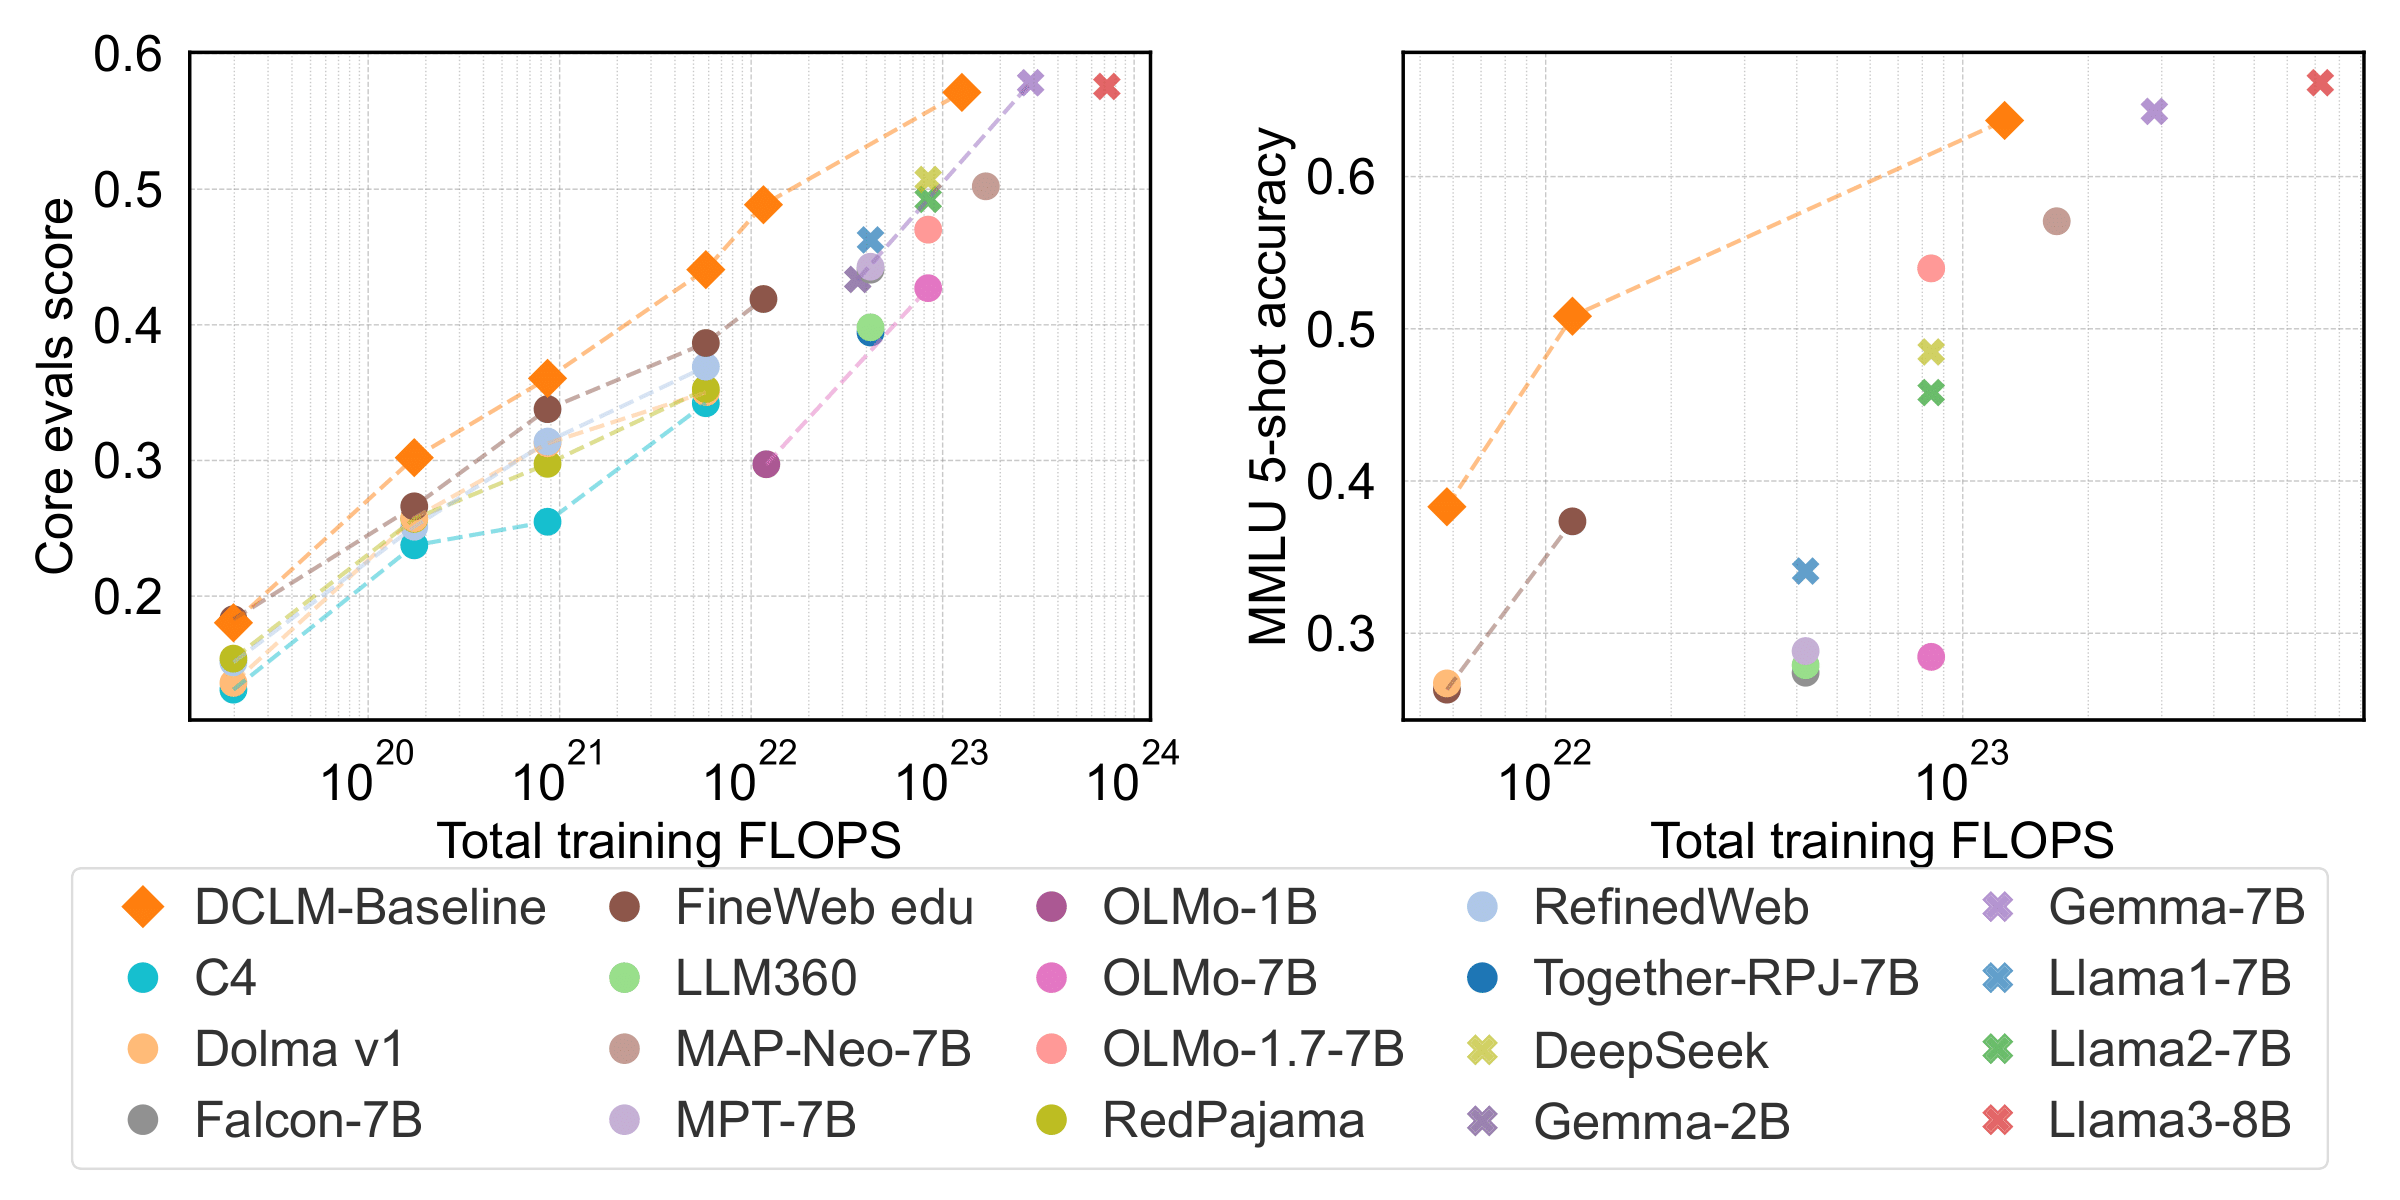 0.6
0.5
0.4
0.3
0.2
Core evals score
10^20 10^21 10^22 10^23 10^24
Total training FLOPS
0.6
0.5
0.4
0.3
MMLU 5-shot accuracy
10^22 10^23
Total training FLOPS
DCLM-Baseline FineWeb edu OLMo-1B RefinedWeb Gemma-7B
C4 LLM360 OLMo-7B Together-RPJ-7B Llama1-7B
Dolma v1 MAP-Neo-7B OLMo-1.7-7B DeepSeek Llama2-7B
Falcon-7B MPT-7B RedPajama Gemma-2B Llama3-8B